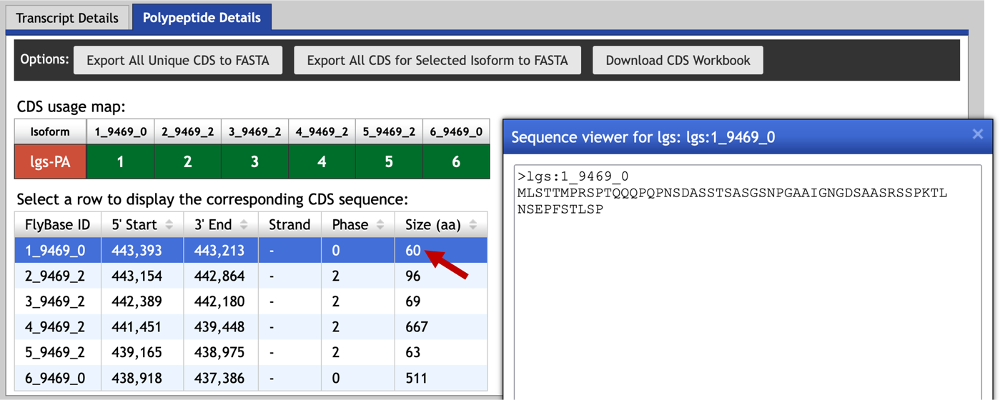 Transcript Details Polypeptide Details
Options: Export All Unique CDS to FASTA Export All CDS for Selected Isoform to FASTA Download CDS Workbook
CDS usage map:
Isoform 1_9469_0 2_9469_2 3_9469_2 4_9469_2 5_9469_2 6_9469_0
lgs-PA 1 2 3 4 5 6
Select a row to display the corresponding CDS sequence:
FlyBase ID 5' Start 3' End Strand Phase Size (aa)
1_9469_0 443,393 443,213 - 0 60
2_9469_2 443,154 442,864 - 2 96
3_9469_2 442,389 442,180 - 2 69
4_9469_2 441,451 439,448 - 2 667
5_9469_2 439,165 438,975 - 2 63
6_9469_0 438,918 437,386 - 0 511
Sequence viewer for lgs: lgs:1_9469_0 ×
>lgs:1_9469_0
MLSTTMPRSPTQQQPQPNSDASSTSASGSNPGAAIGNGDSAASRSSPKTL
NSEPFSTLSP